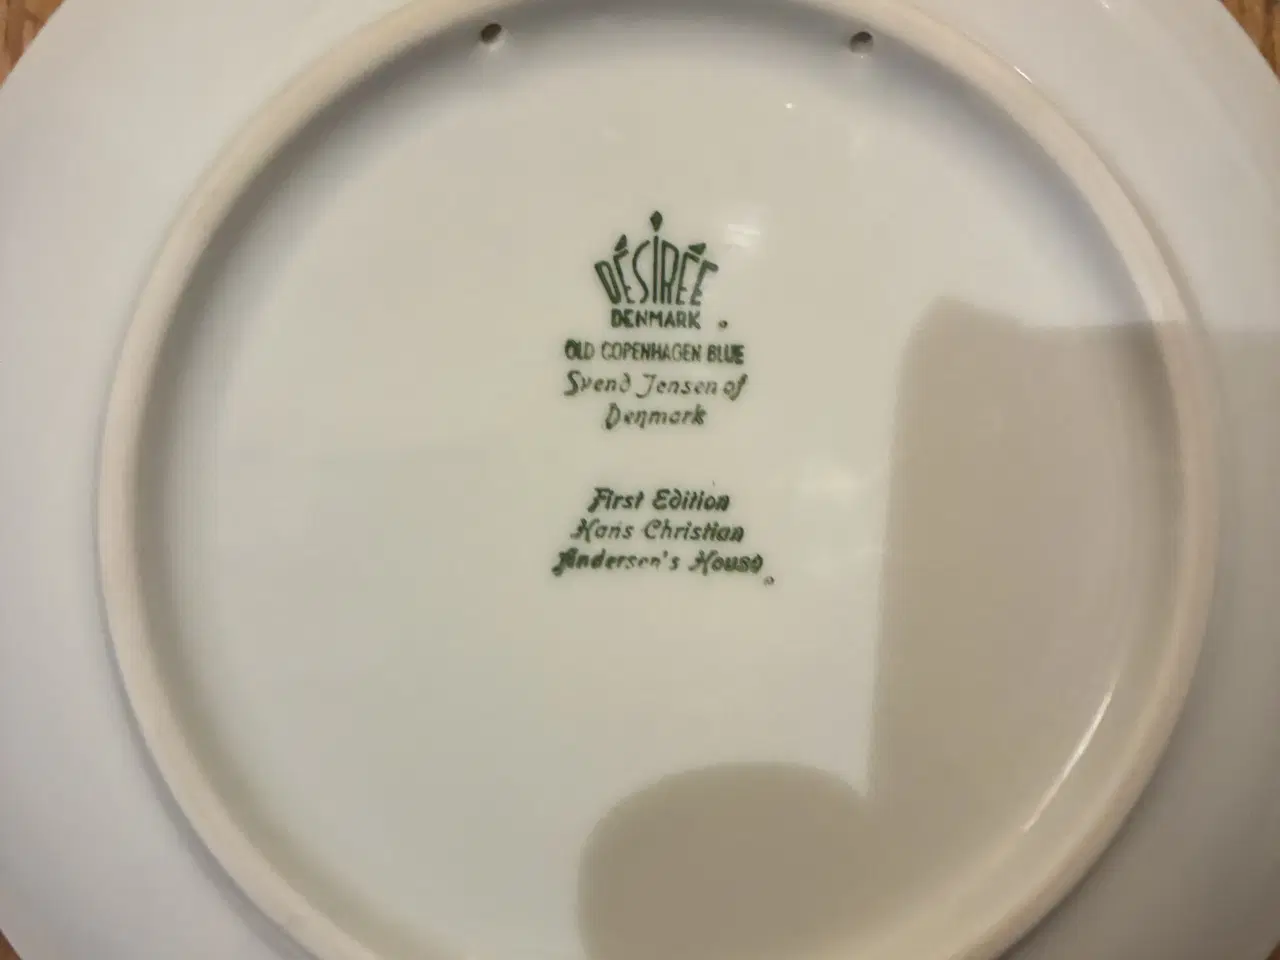 DÉSIRÉE
DENMARK
OLD COPENHAGEN BLUE
Svend Jensen of
Denmark
First Edition
Hans Christian
Andersen's House